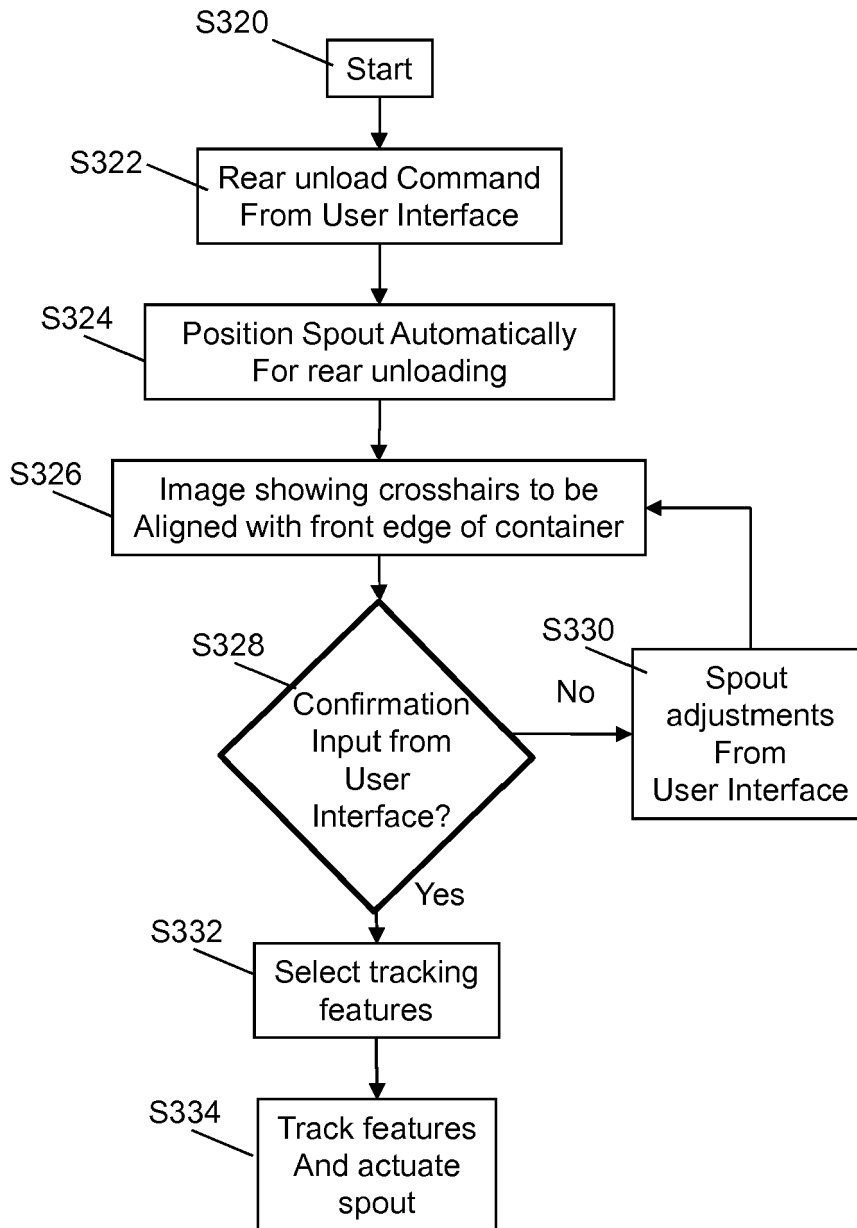 S320
Start
S322
Rear unload Command
From User Interface
S324
Position Spout Automatically
For rear unloading
S326
Image showing crosshairs to be
Aligned with front edge of container
S328
Confirmation
Input from
User
Interface?
No
S330
Spout
adjustments
From
User Interface
Yes
S332
Select tracking
features
S334
Track features
And actuate
spout